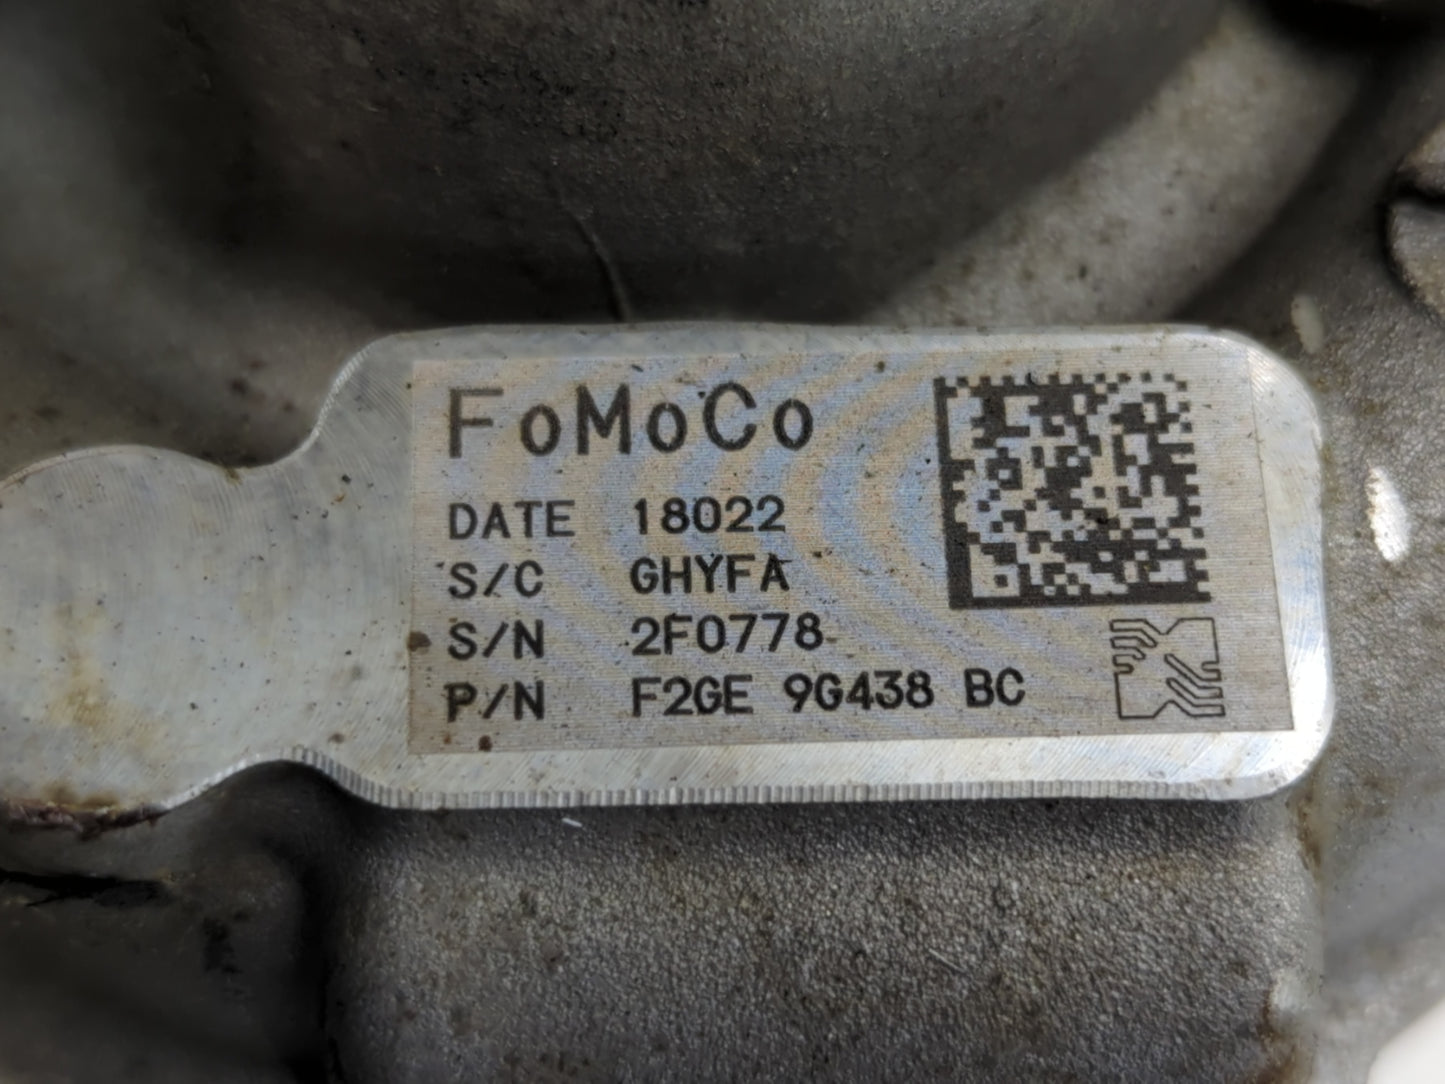 FoMoCo
DATE 18022
S/C GHYFA
S/N 2F0778
P/N F2GE 9G438 BC